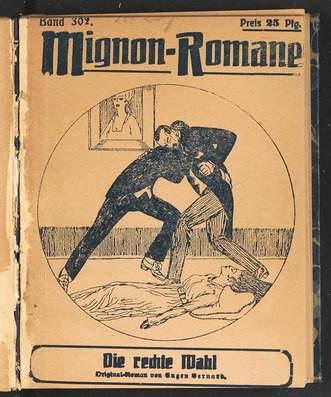 Band 302.
Preis 25 Pfg.
Mignon-Romane
Die rechte Wahl
Original-Roman von Eugen Bernard.